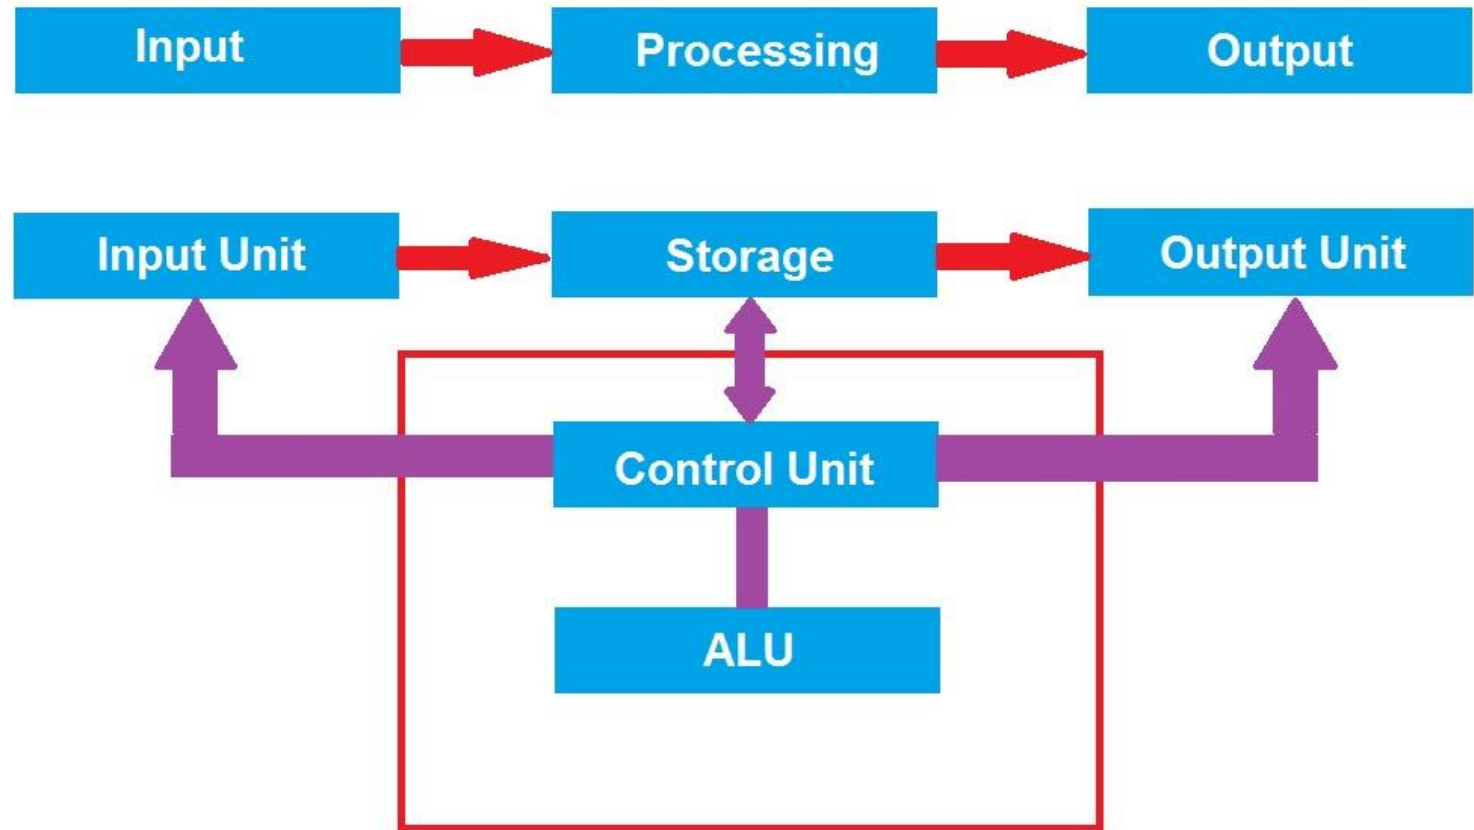 Input
Processing
Output
Input Unit
Storage
Output Unit
Control Unit
ALU